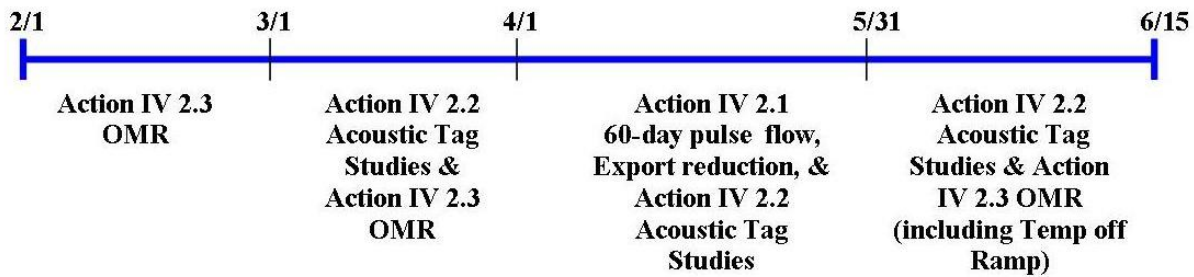 2/1 3/1 4/1 5/31 6/15
Action IV 2.3
OMR
Action IV 2.2
Acoustic Tag
Studies &
Action IV 2.3
OMR
Action IV 2.1
60-day pulse flow,
Export reduction, &
Action IV 2.2
Acoustic Tag
Studies
Action IV 2.2
Acoustic Tag
Studies & Action
IV 2.3 OMR
(including Temp off
Ramp)